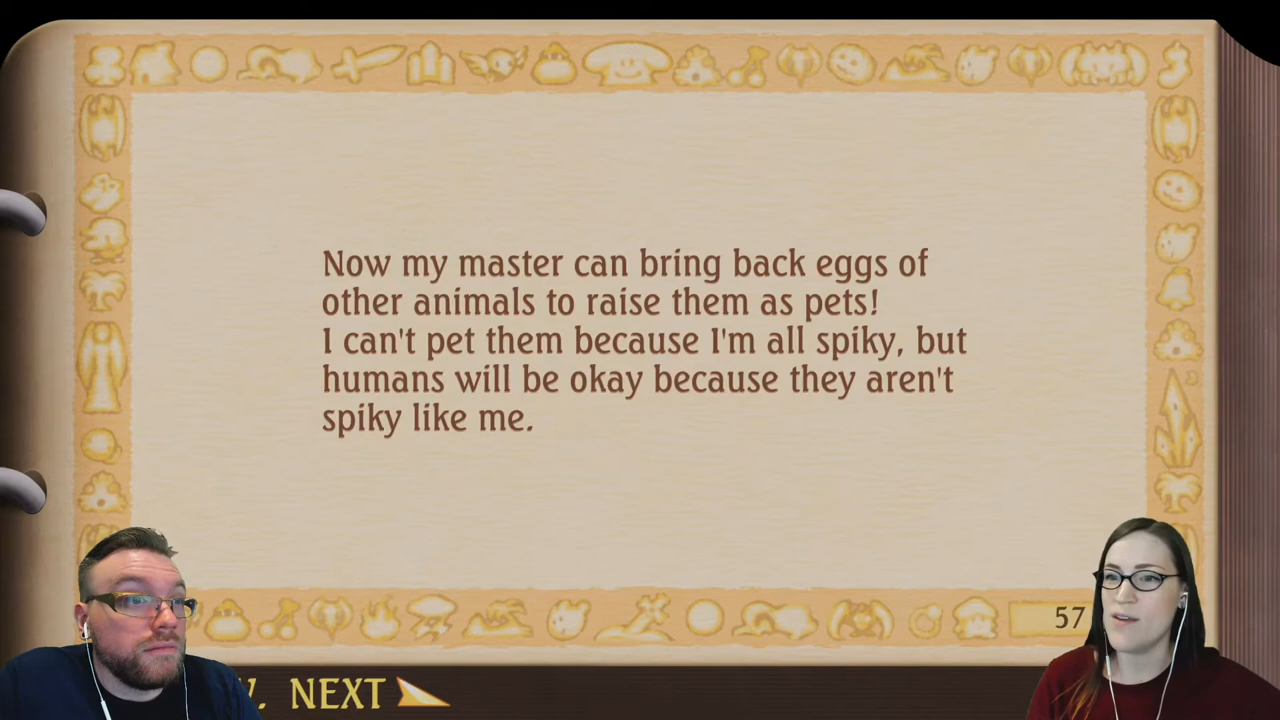 Now my master can bring back eggs of
other animals to raise them as pets!
I can't pet them because I'm all spiky, but
humans will be okay because they aren't
spiky like me.
57
NEXT